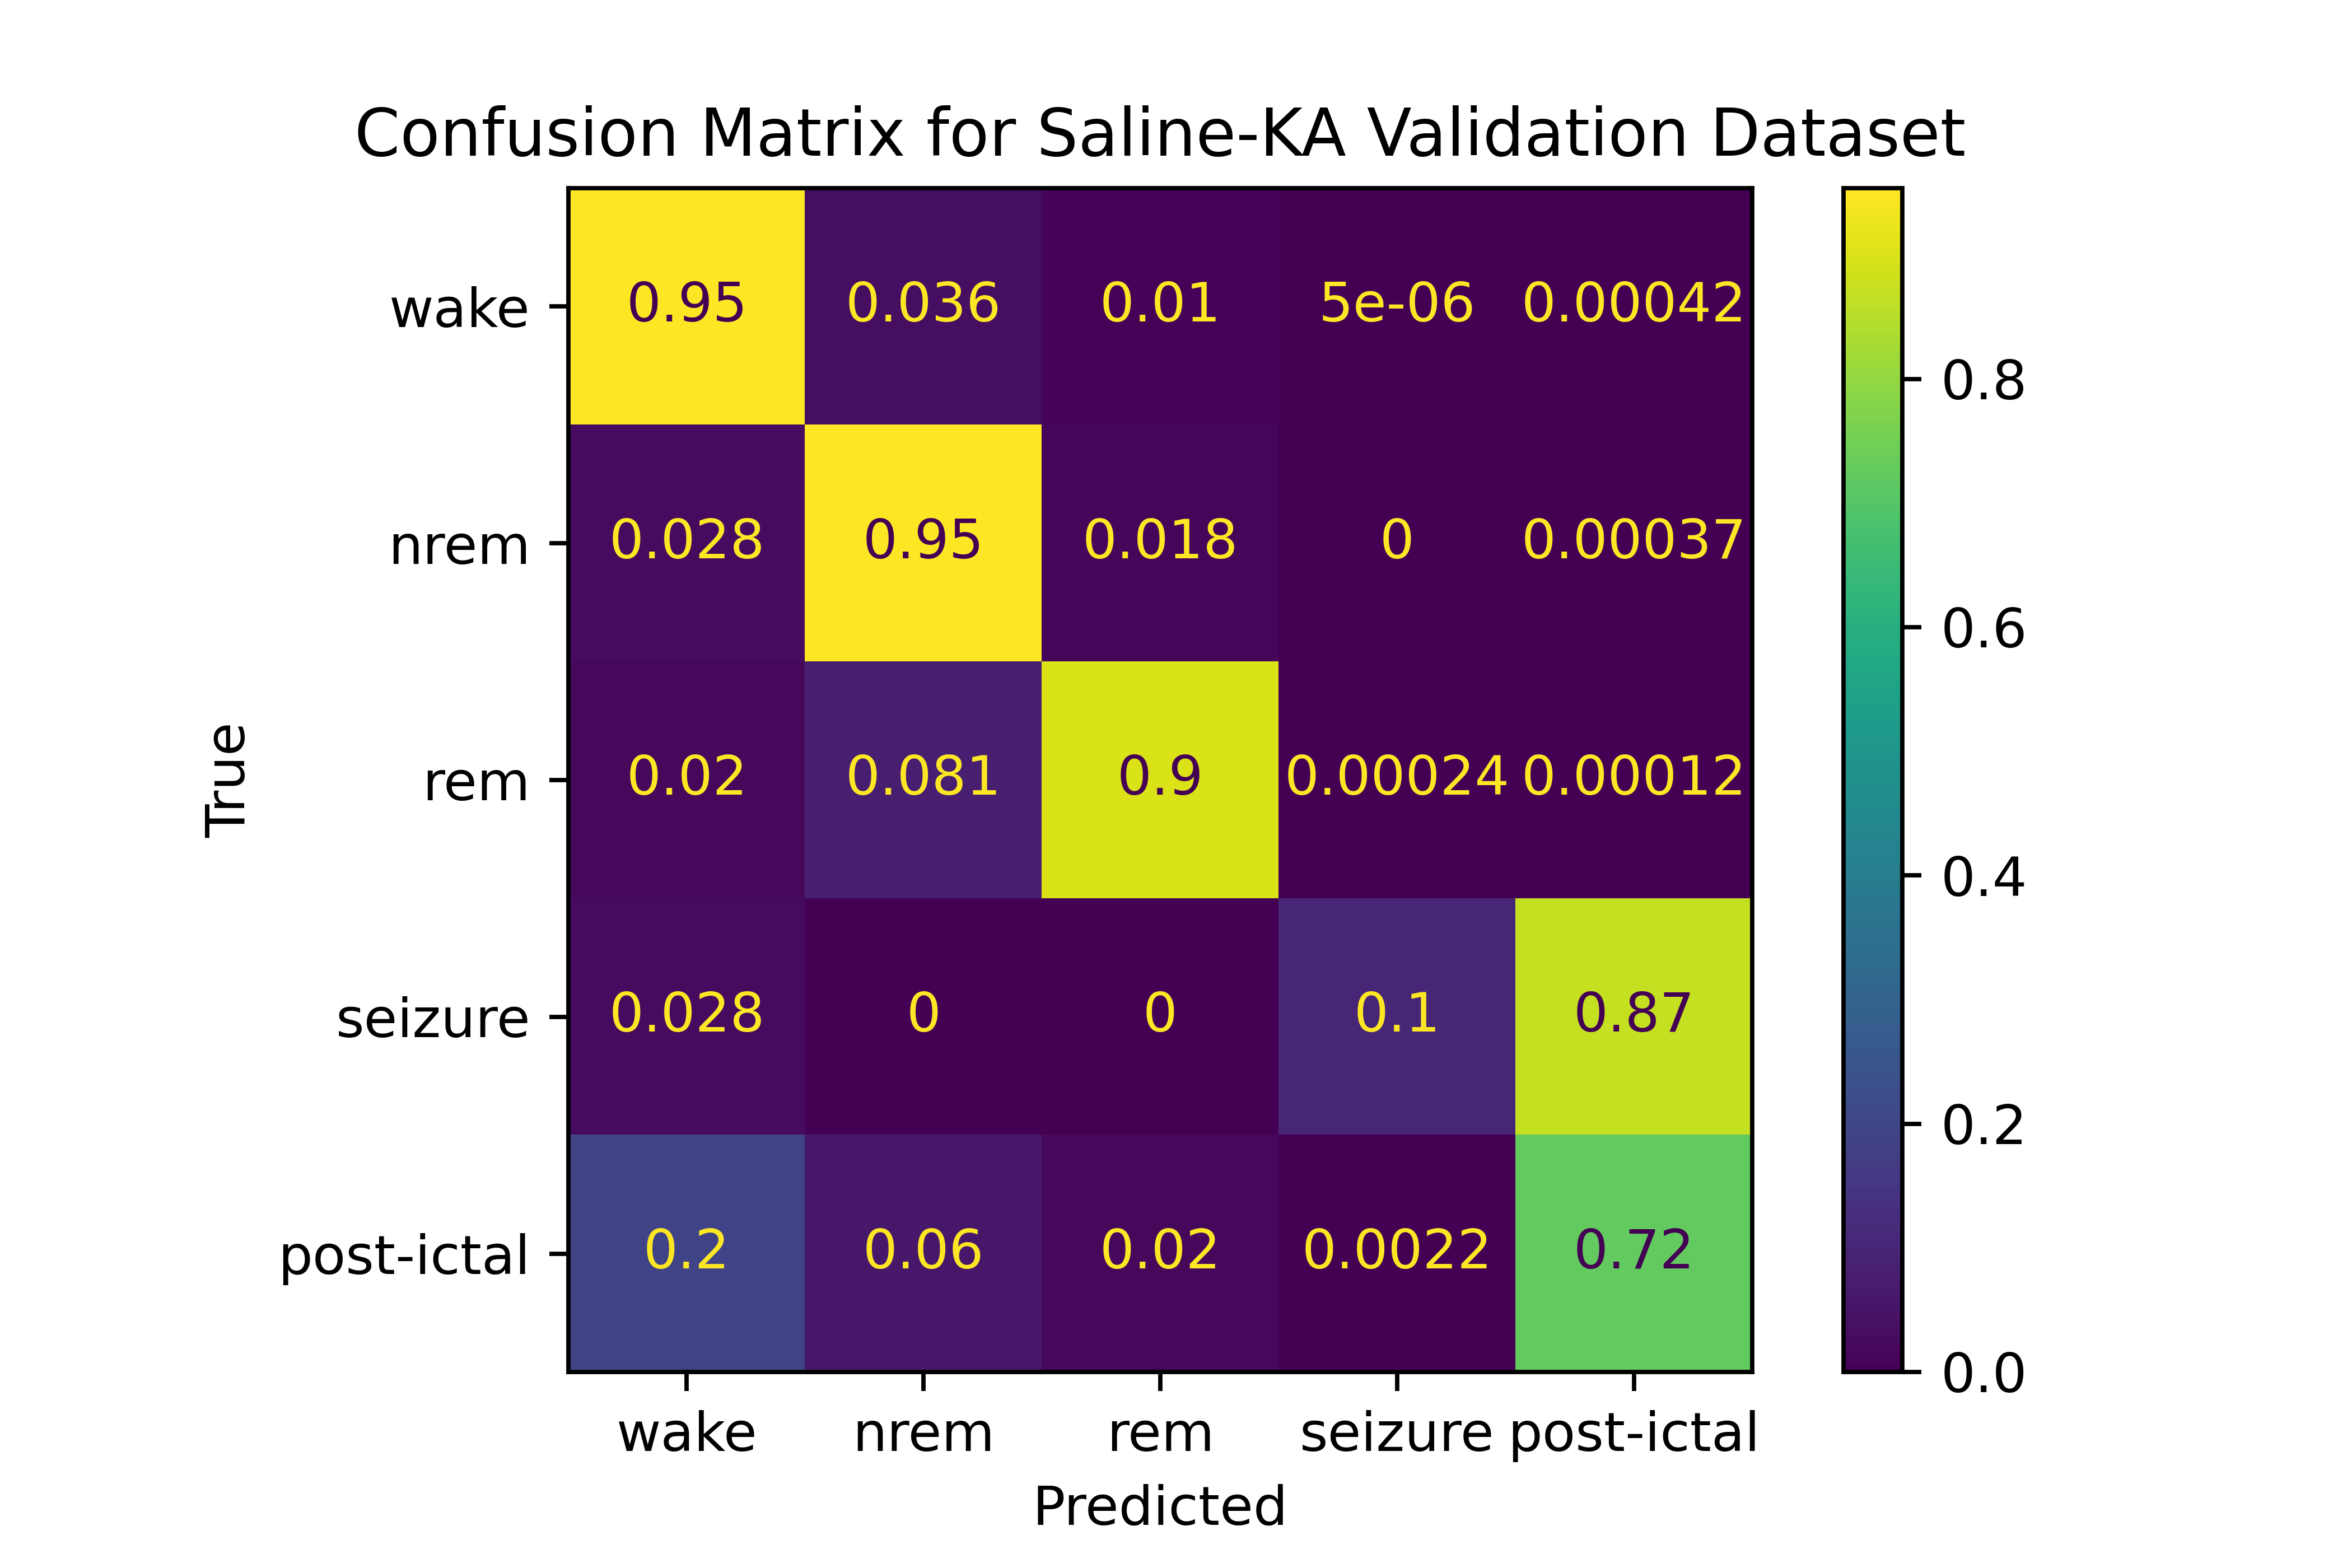 Confusion Matrix for Saline-KA Validation Dataset
wake 0.95 0.036 0.01 5e-06 0.00042
nrem 0.028 0.95 0.018 0 0.00037
rem 0.02 0.081 0.9 0.00024 0.00012
seizure 0.028 0 0 0.1 0.87
post-ictal 0.2 0.06 0.02 0.0022 0.72
True
wake nrem rem seizure post-ictal
Predicted
0.8
0.6
0.4
0.2
0.0